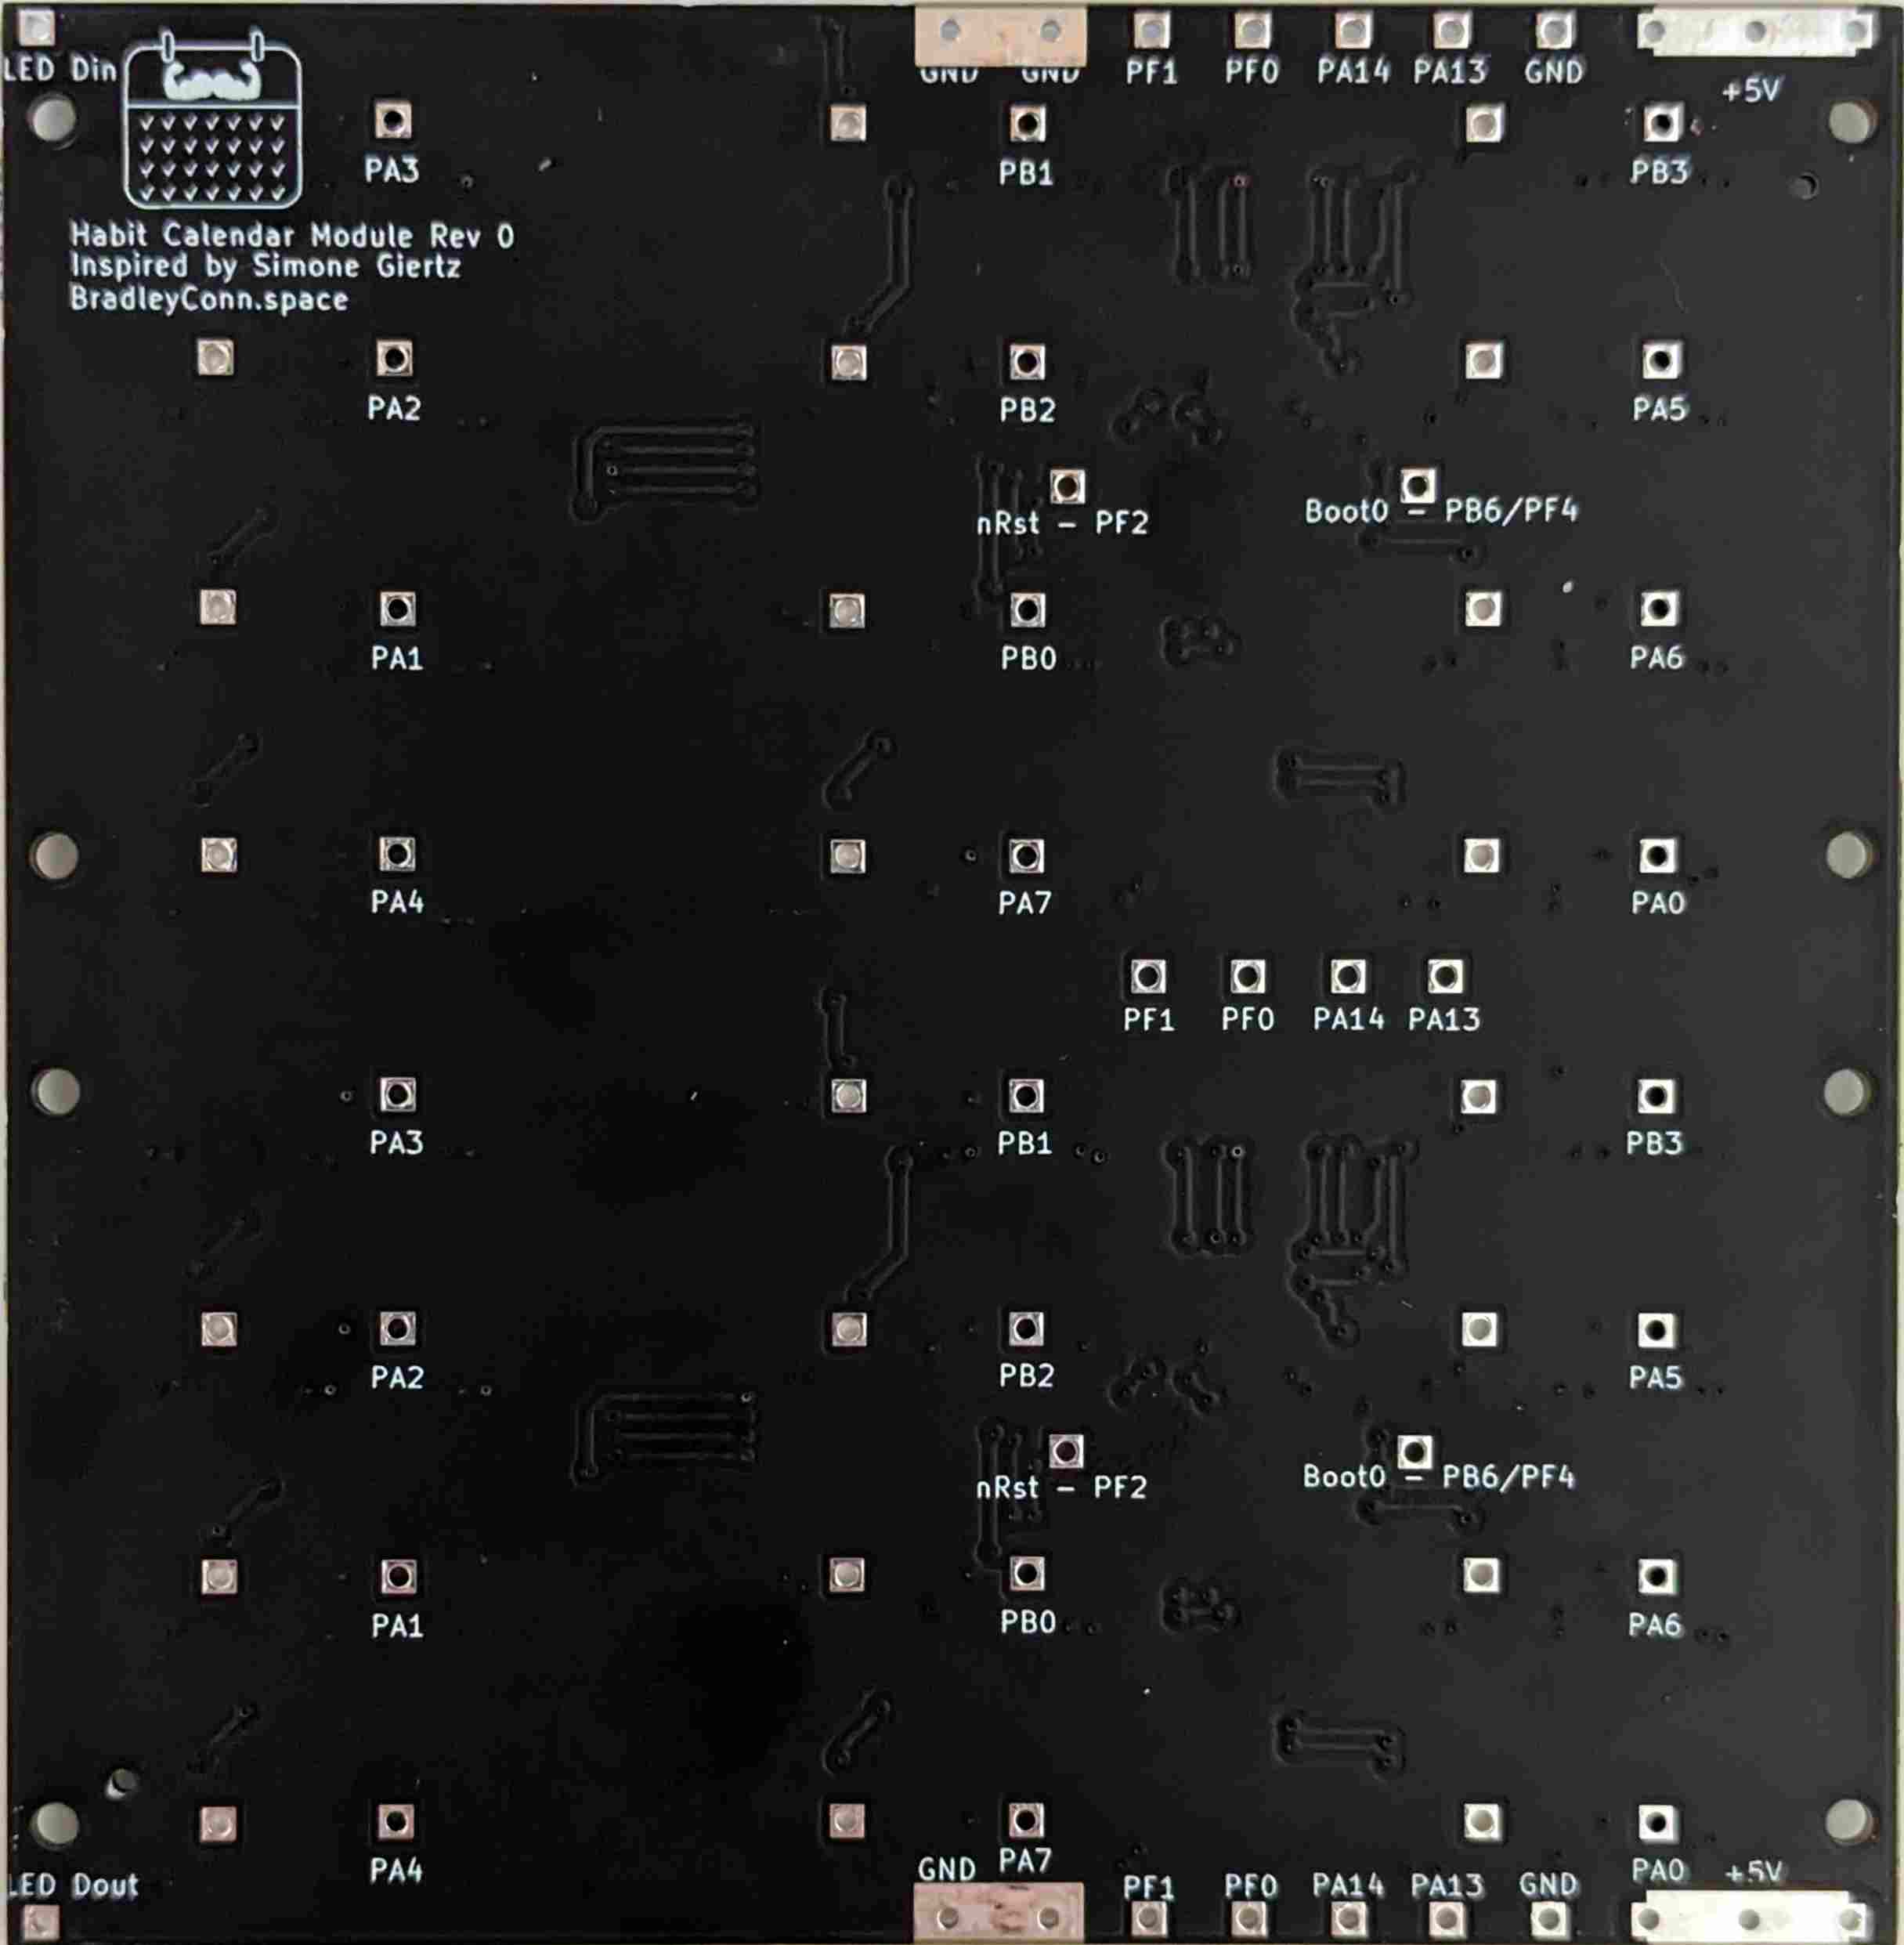 LED Din
GND GND PF1 PF0 PA14 PA13 GND
+5V
PA3 PB1 PB3
Habit Calendar Module Rev 0
Inspired by Simone Giertz
BradleyConn.space
PA2 PB2 PA5
nRst - PF2 Boot0 - PB6/PF4
PA1 PB0 PA6
PA4 PA7 PA0
PF1 PF0 PA14 PA13
PA3 PB1 PB3
PA2 PB2 PA5
nRst - PF2 Boot0 - PB6/PF4
PA1 PB0 PA6
PA4 GND PA7 PA0 +5V
LED Dout PF1 PF0 PA14 PA13 GND